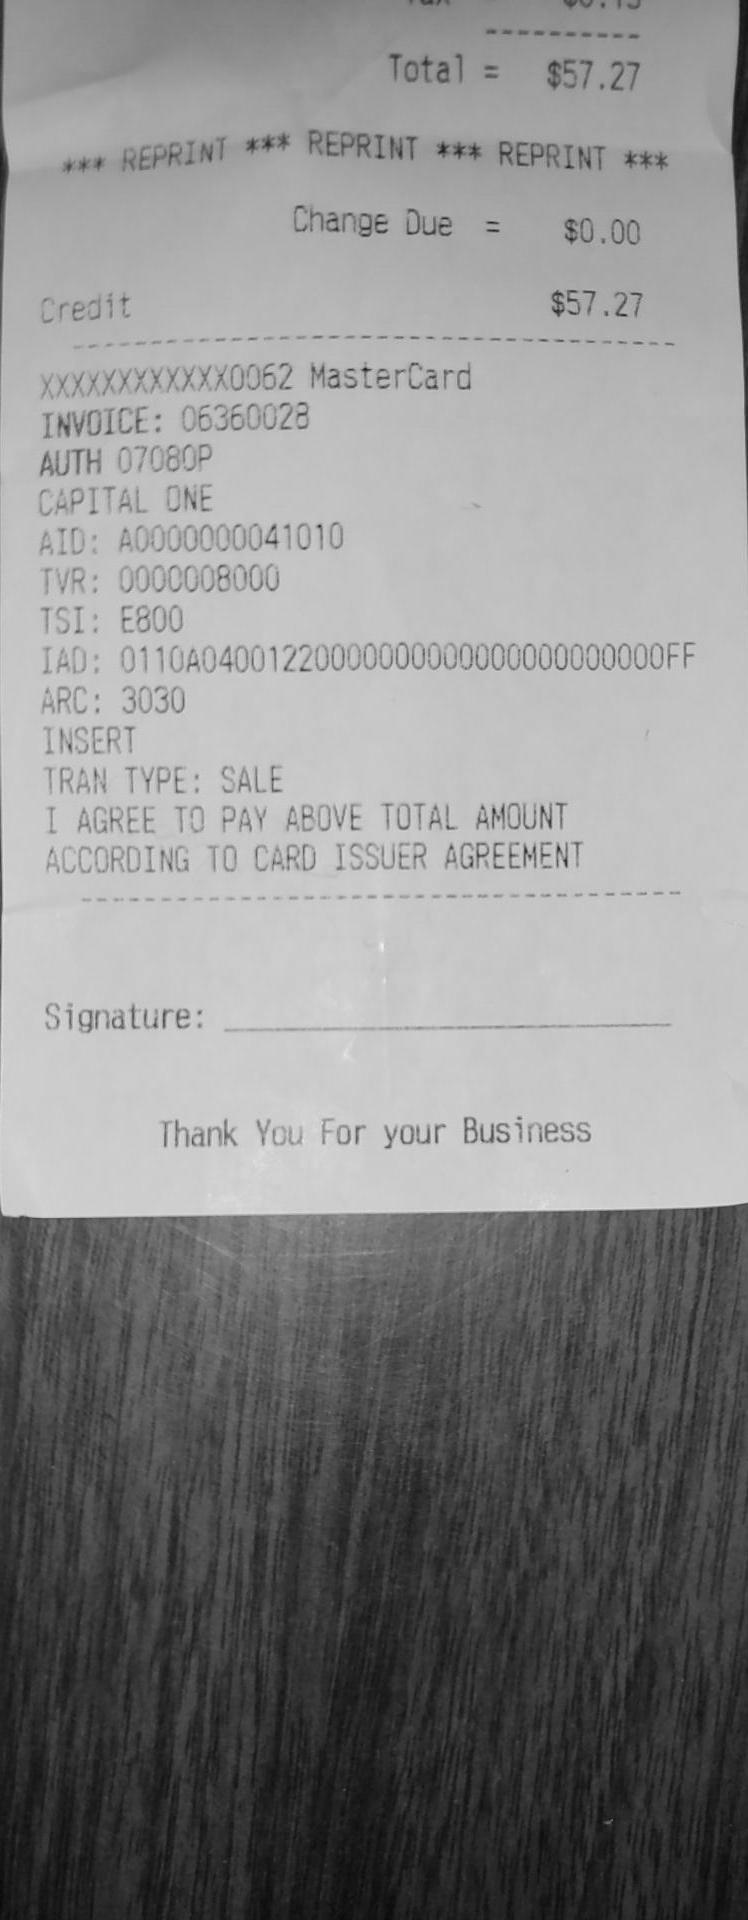 Total = $57.27
*** REPRINT *** REPRINT *** REPRINT ***
Change Due = $0.00
Credit $57.27
XXXXXXXXXXXX0062 MasterCard
INVOICE: 06360028
AUTH 07080P
CAPITAL ONE
AID: A0000000041010
TVR: 0000008000
TSI: E800
IAD: 0110A04001220000000000000000000000FF
ARC: 3030
INSERT
TRAN TYPE: SALE
I AGREE TO PAY ABOVE TOTAL AMOUNT
ACCORDING TO CARD ISSUER AGREEMENT
Signature:
Thank You For your Business